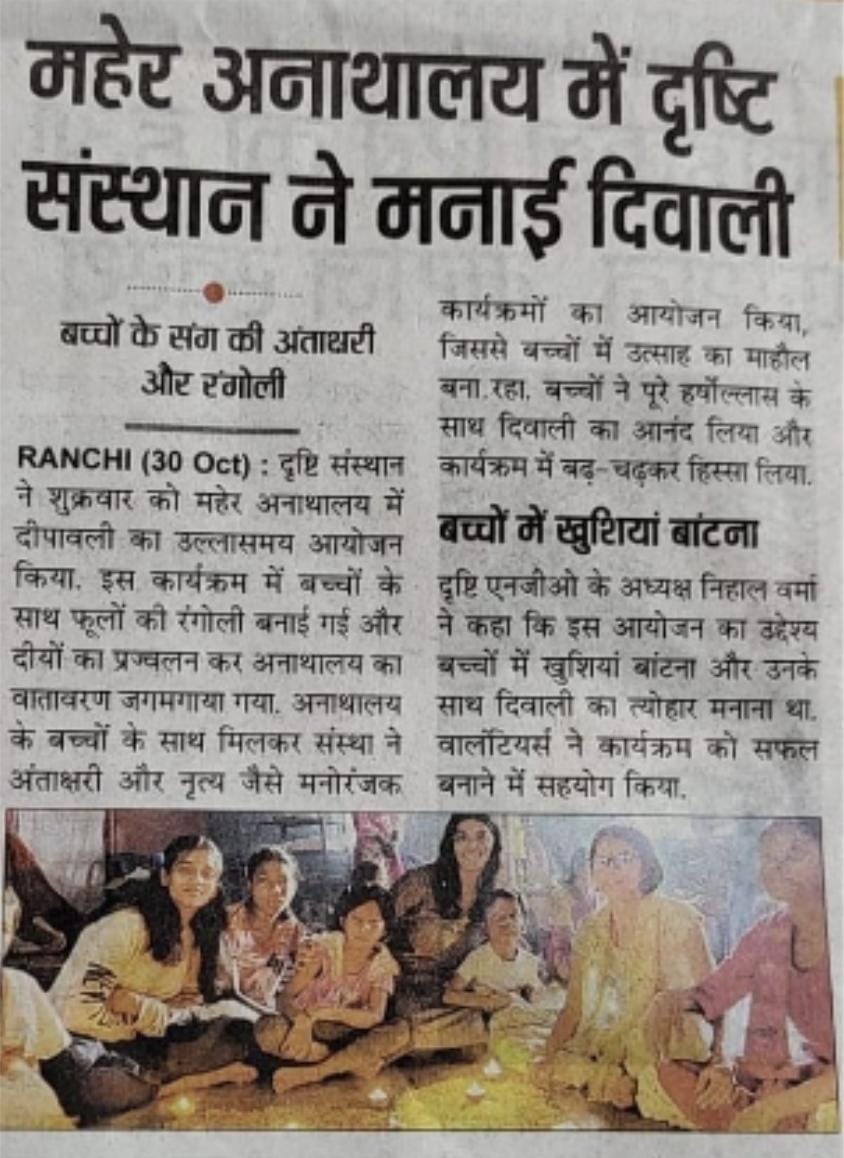 महेर अनाथालय में दृष्टि
संस्थान ने मनाई दिवाली
बच्चों के संग की अंताक्षरी
और रंगोली
RANCHI (30 Oct) : दृष्टि संस्थान
ने शुक्रवार को महेर अनाथालय में
दीपावली का उल्लासमय आयोजन
किया. इस कार्यक्रम में बच्चों के
साथ फूलों की रंगोली बनाई गई और
दीयों का प्रज्वलन कर अनाथालय का
वातावरण जगमगाया गया. अनाथालय
के बच्चों के साथ मिलकर संस्था ने
अंताक्षरी और नृत्य जैसे मनोरंजक
कार्यक्रमों का आयोजन किया,
जिससे बच्चों में उत्साह का माहौल
बना रहा. बच्चों ने पूरे हर्षोल्लास के
साथ दिवाली का आनंद लिया और
कार्यक्रम में बढ़-चढ़कर हिस्सा लिया.
बच्चों में खुशियां बांटना
दृष्टि एनजीओ के अध्यक्ष निहाल वर्मा
ने कहा कि इस आयोजन का उद्देश्य
बच्चों में खुशियां बांटना और उनके
साथ दिवाली का त्योहार मनाना था.
वालंटियर्स ने कार्यक्रम को सफल
बनाने में सहयोग किया.